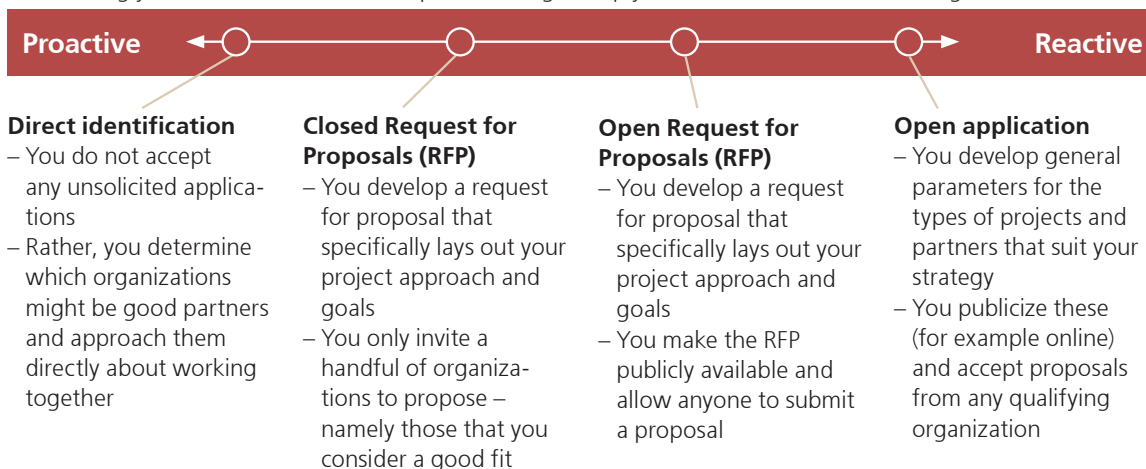 Proactive
Reactive
Direct identification
– You do not accept
any unsolicited applica-
tions
– Rather, you determine
which organizations
might be good partners
and approach them
directly about working
together
Closed Request for
Proposals (RFP)
– You develop a request
for proposal that
specifically lays out your
project approach and
goals
– You only invite a
handful of organiza-
tions to propose –
namely those that you
consider a good fit
Open Request for
Proposals (RFP)
– You develop a request
for proposal that
specifically lays out your
project approach and
goals
– You make the RFP
publicly available and
allow anyone to submit
a proposal
Open application
– You develop general
parameters for the
types of projects and
partners that suit your
strategy
– You publicize these
(for example online)
and accept proposals
from any qualifying
organization